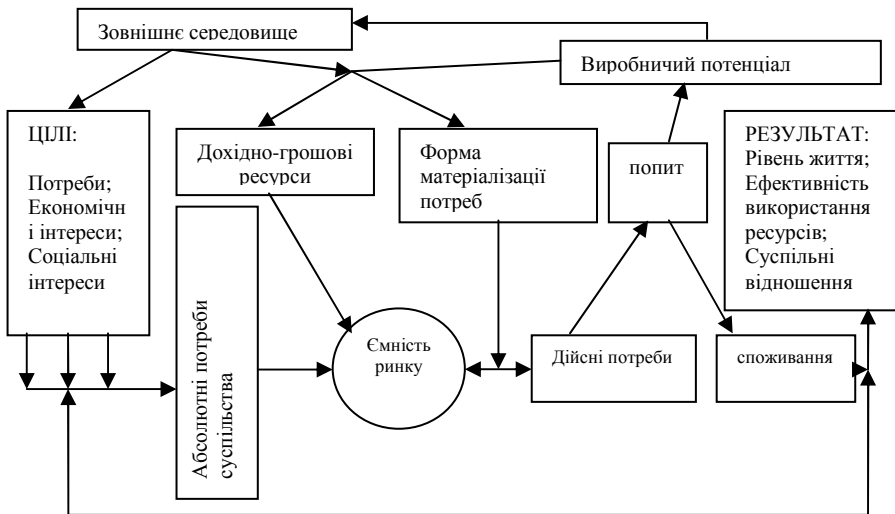 Зовнішнє середовище
Виробничий потенціал
ЦІЛІ:
Потреби;
Економічн
і інтереси;
Соціальні
інтереси
Дохідно-грошові
ресурси
Форма
матеріалізації
потреб
попит
РЕЗУЛЬТАТ:
Рівень життя;
Ефективність
використання
ресурсів;
Суспільні
відношення
Абсолютні потреби
суспільства
Ємність
ринку
Дійсні потреби
споживання